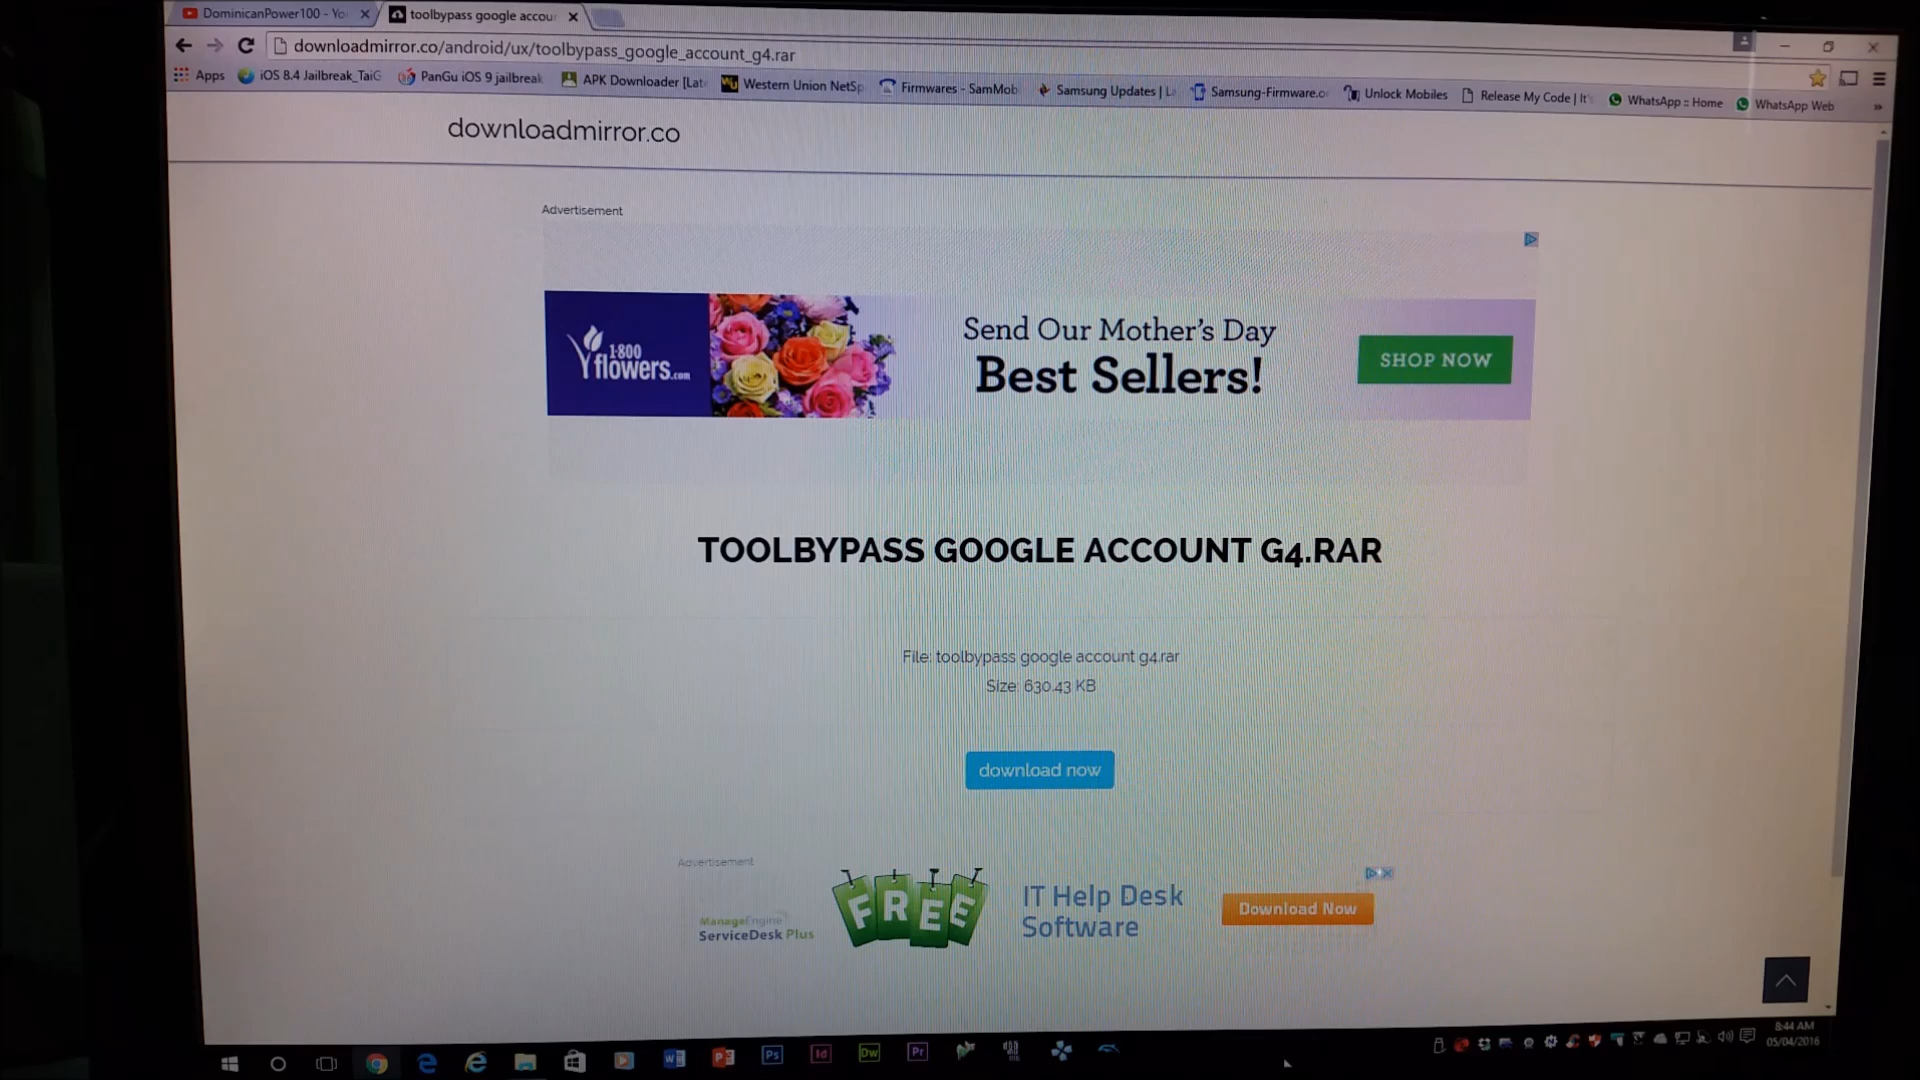 DominicanPower100 - Yo
toolbypass google accou
downloadmirror.co/android/ux/toolbypass_google_account_g4.rar
Apps
iOS 8.4 Jailbreak_TaiG
PanGu iOS 9 jailbreak
APK Downloader [Late
Western Union NetSp
Firmwares - SamMob
Samsung Updates | La
Samsung-Firmware.o
Unlock Mobiles
Release My Code | It'
WhatsApp :: Home
WhatsApp Web
downloadmirror.co
Advertisement
1-800
flowers.com
Send Our Mother's Day
Best Sellers!
SHOP NOW
TOOLBYPASS GOOGLE ACCOUNT G4.RAR
File: toolbypass google account g4.rar
Size: 630.43 KB
download now
Advertisement
ManageEngine
ServiceDesk Plus
FREE
IT Help Desk
Software
Download Now
8:44 AM
05/04/2016